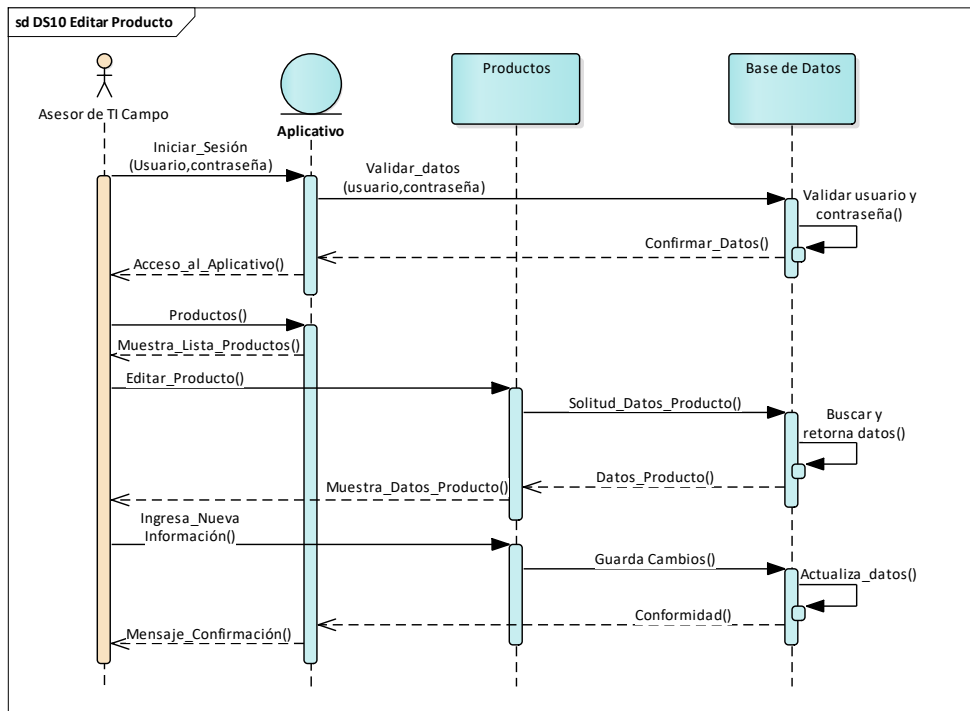 sd DS10 Editar Producto
Asesor de TI Campo
Aplicativo
Productos
Base de Datos
Iniciar_Sesión
(Usuario,contraseña)
Validar_datos
(usuario,contraseña)
Validar usuario y
contraseña()
Confirmar_Datos()
Acceso_al_Aplicativo()
Productos()
Muestra_Lista_Productos()
Editar_Producto()
Solitud_Datos_Producto()
Buscar y
retorna datos()
Datos_Producto()
Muestra_Datos_Producto()
Ingresa_Nueva
Información()
Guarda Cambios()
Actualiza_datos()
Conformidad()
Mensaje_Confirmación()